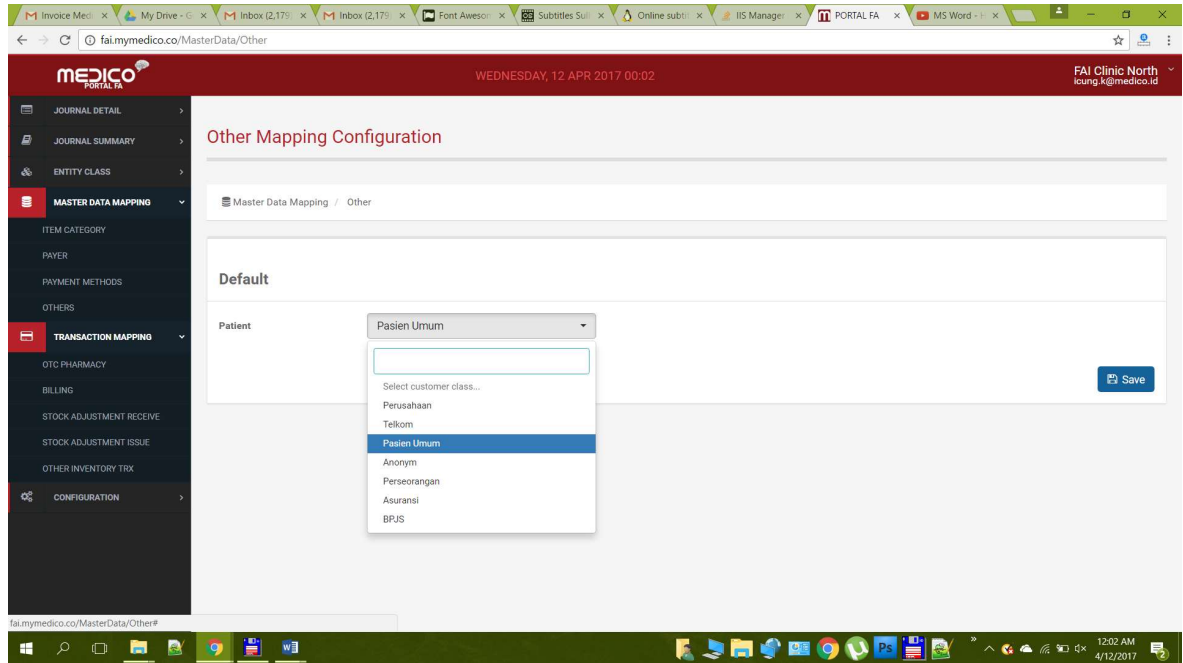 Invoice Medi
My Drive - G
Inbox (2,179)
Inbox (2,179)
Font Awesom
Subtitles Sul
Online subti
IIS Manager
PORTAL FA
MS Word - H
fai.mymedico.co/MasterData/Other
MEDICO
PORTAL FA
WEDNESDAY, 12 APR 2017 00:02
FAI Clinic North
icung.k@medico.id
JOURNAL DETAIL
JOURNAL SUMMARY
ENTITY CLASS
MASTER DATA MAPPING
ITEM CATEGORY
PAYER
PAYMENT METHODS
OTHERS
TRANSACTION MAPPING
OTC PHARMACY
BILLING
STOCK ADJUSTMENT RECEIVE
STOCK ADJUSTMENT ISSUE
OTHER INVENTORY TRX
CONFIGURATION
Other Mapping Configuration
Master Data Mapping / Other
Default
Patient
Pasien Umum
Select customer class...
Perusahaan
Telkom
Pasien Umum
Anonym
Perseorangan
Asuransi
BPJS
Save
fai.mymedico.co/MasterData/Other#
12:02 AM
4/12/2017